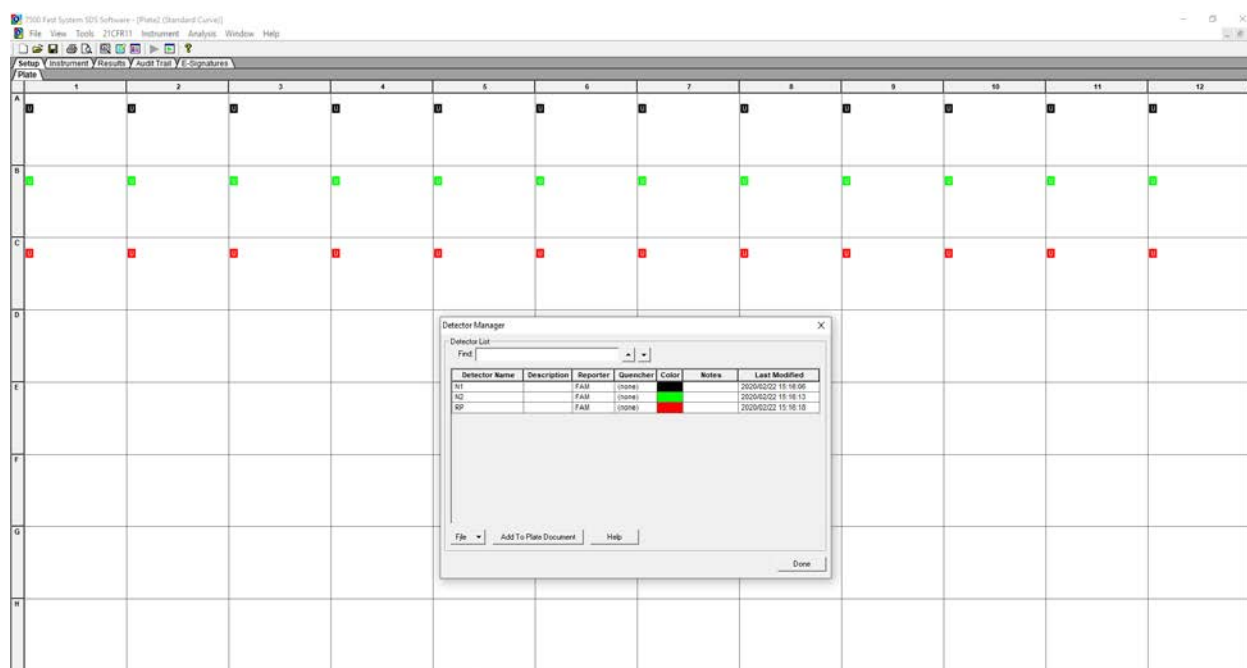 7500 Fast System SDS Software - [Plate2 (Standard Curve)]
File View Tools 21CFR11 Instrument Analysis Window Help
Setup Instrument Results Audit Trail E-Signatures
Plate
1 2 3 4 5 6 7 8 9 10 11 12
A
U U U U U U U U U U U U
B
U U U U U U U U U U U U
C
U U U U U U U U U U U U
D
Detector Manager
Detector List
Find:
Detector Name Description Reporter Quencher Color Notes Last Modified
N1 FAM (none) 2020/02/22 15:16:06
N2 FAM (none) 2020/02/22 15:16:13
RP FAM (none) 2020/02/22 15:16:18
E
F
G
File Add To Plate Document Help
Done
H